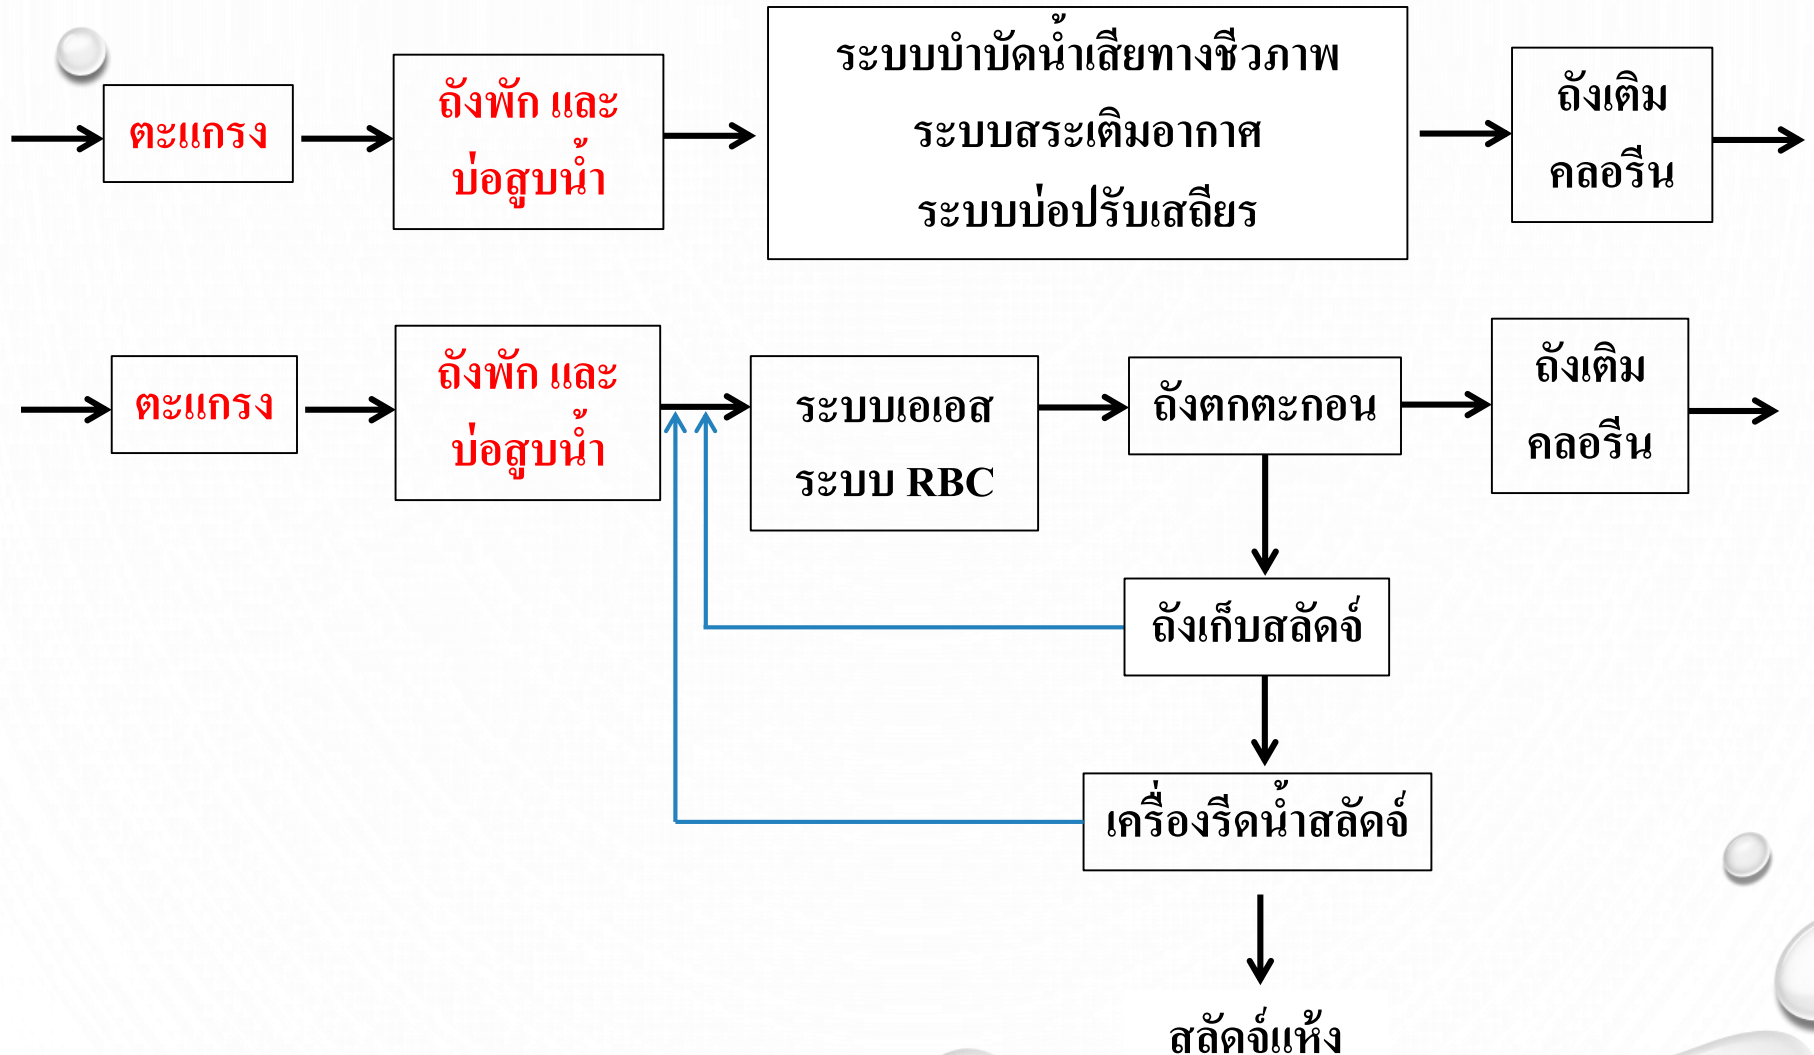 ตะแกรง
ถังพัก และ
บ่อสูบน้ำ
ระบบบำบัดน้ำเสียทางชีวภาพ
ระบบสระเติมอากาศ
ระบบบ่อปรับเสถียร
ถังเติม
คลอรีน
ตะแกรง
ถังพัก และ
บ่อสูบน้ำ
ระบบเอเอส
ระบบ RBC
ถังตกตะกอน
ถังเติม
คลอรีน
ถังเก็บสลัดจ์
เครื่องรีดน้ำสลัดจ์
สลัดจ์แห้ง